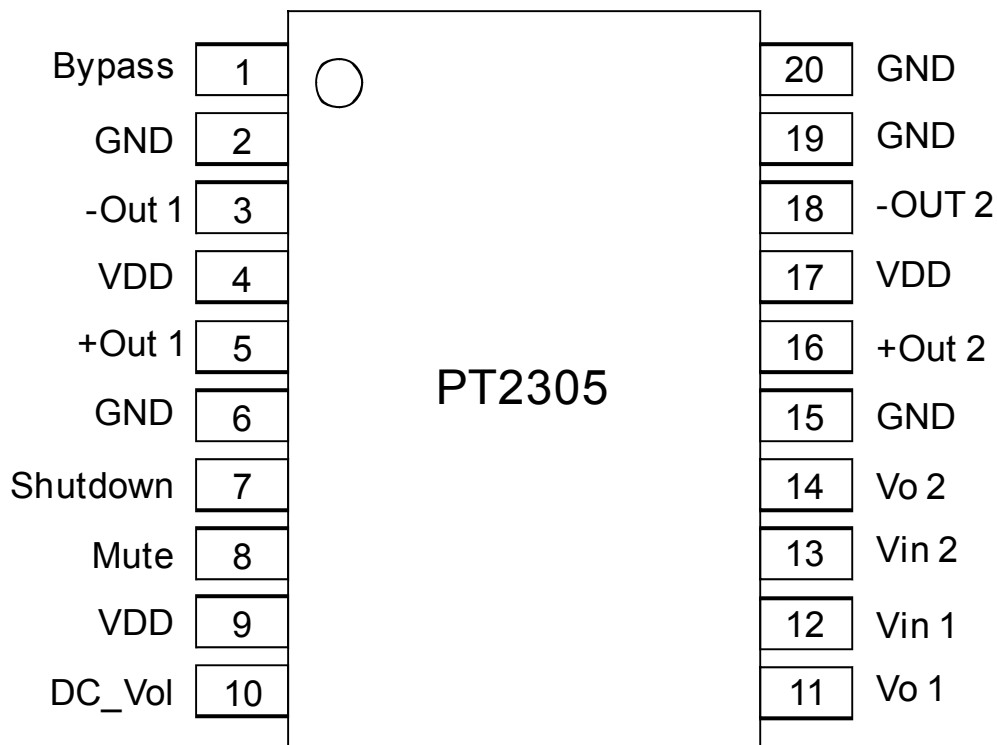 Bypass 1
GND 2
-Out 1 3
VDD 4
+Out 1 5
GND 6
Shutdown 7
Mute 8
VDD 9
DC_Vol 10
PT2305
20 GND
19 GND
18 -OUT 2
17 VDD
16 +Out 2
15 GND
14 Vo 2
13 Vin 2
12 Vin 1
11 Vo 1